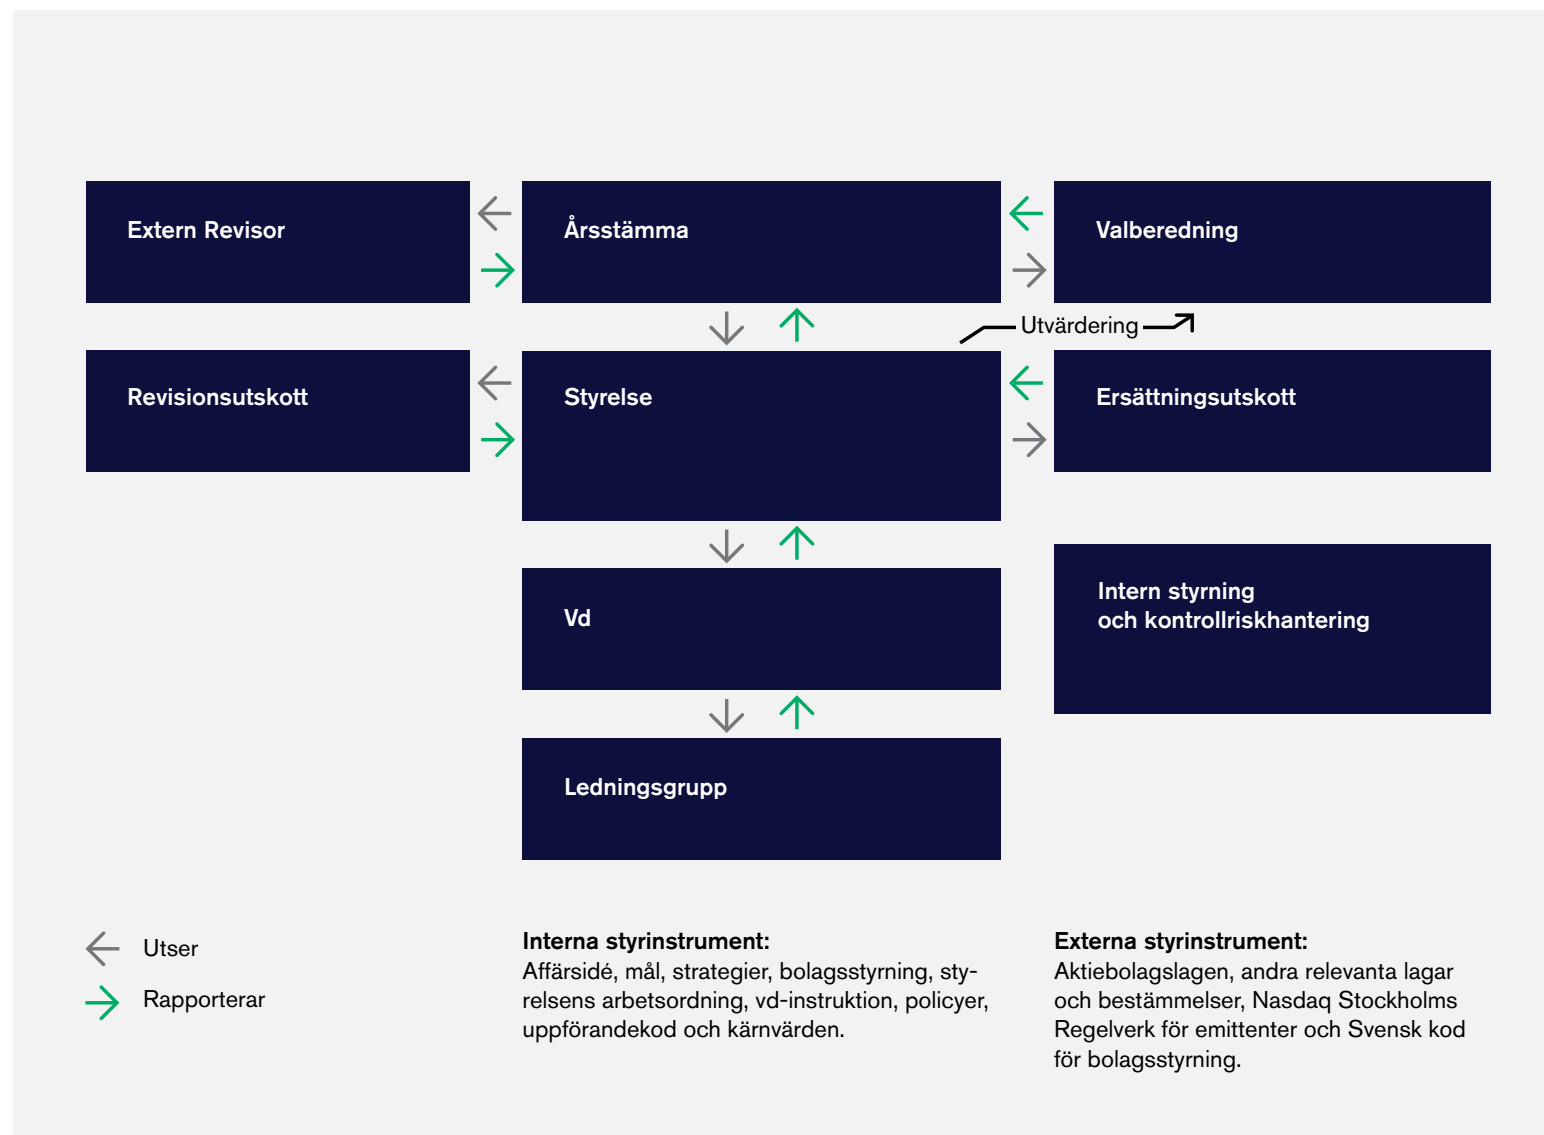 Extern Revisor
Årsstämma
Valberedning
Utvärdering
Revisionsutskott
Styrelse
Ersättningsutskott
Intern styrning
och kontrollriskhantering
Vd
Ledningsgrupp
Utser
Rapporterar
Interna styrinstrument:
Affärsidé, mål, strategier, bolagsstyrning, sty-
relsens arbetsordning, vd-instruktion, policyer,
uppförandekod och kärnvärden.
Externa styrinstrument:
Aktiebolagslagen, andra relevanta lagar
och bestämmelser, Nasdaq Stockholms
Regelverk för emittenter och Svensk kod
för bolagsstyrning.